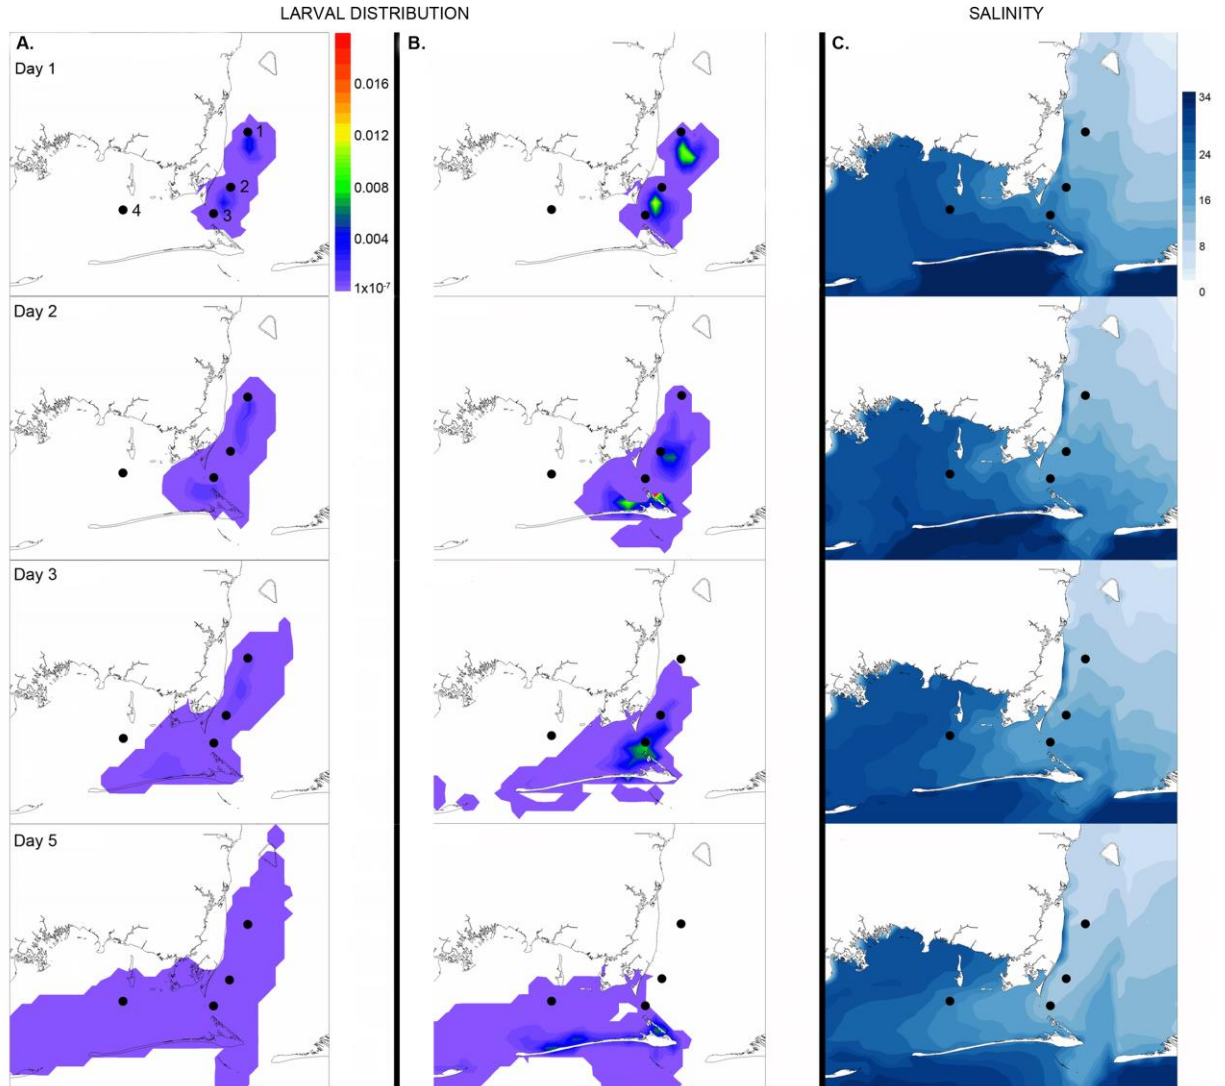 LARVAL DISTRIBUTION
SALINITY
A.
B.
C.
Day 1
0.016
0.012
0.008
0.004
1x10-7
1
2
3
4
34
24
16
8
0
Day 2
Day 3
Day 5